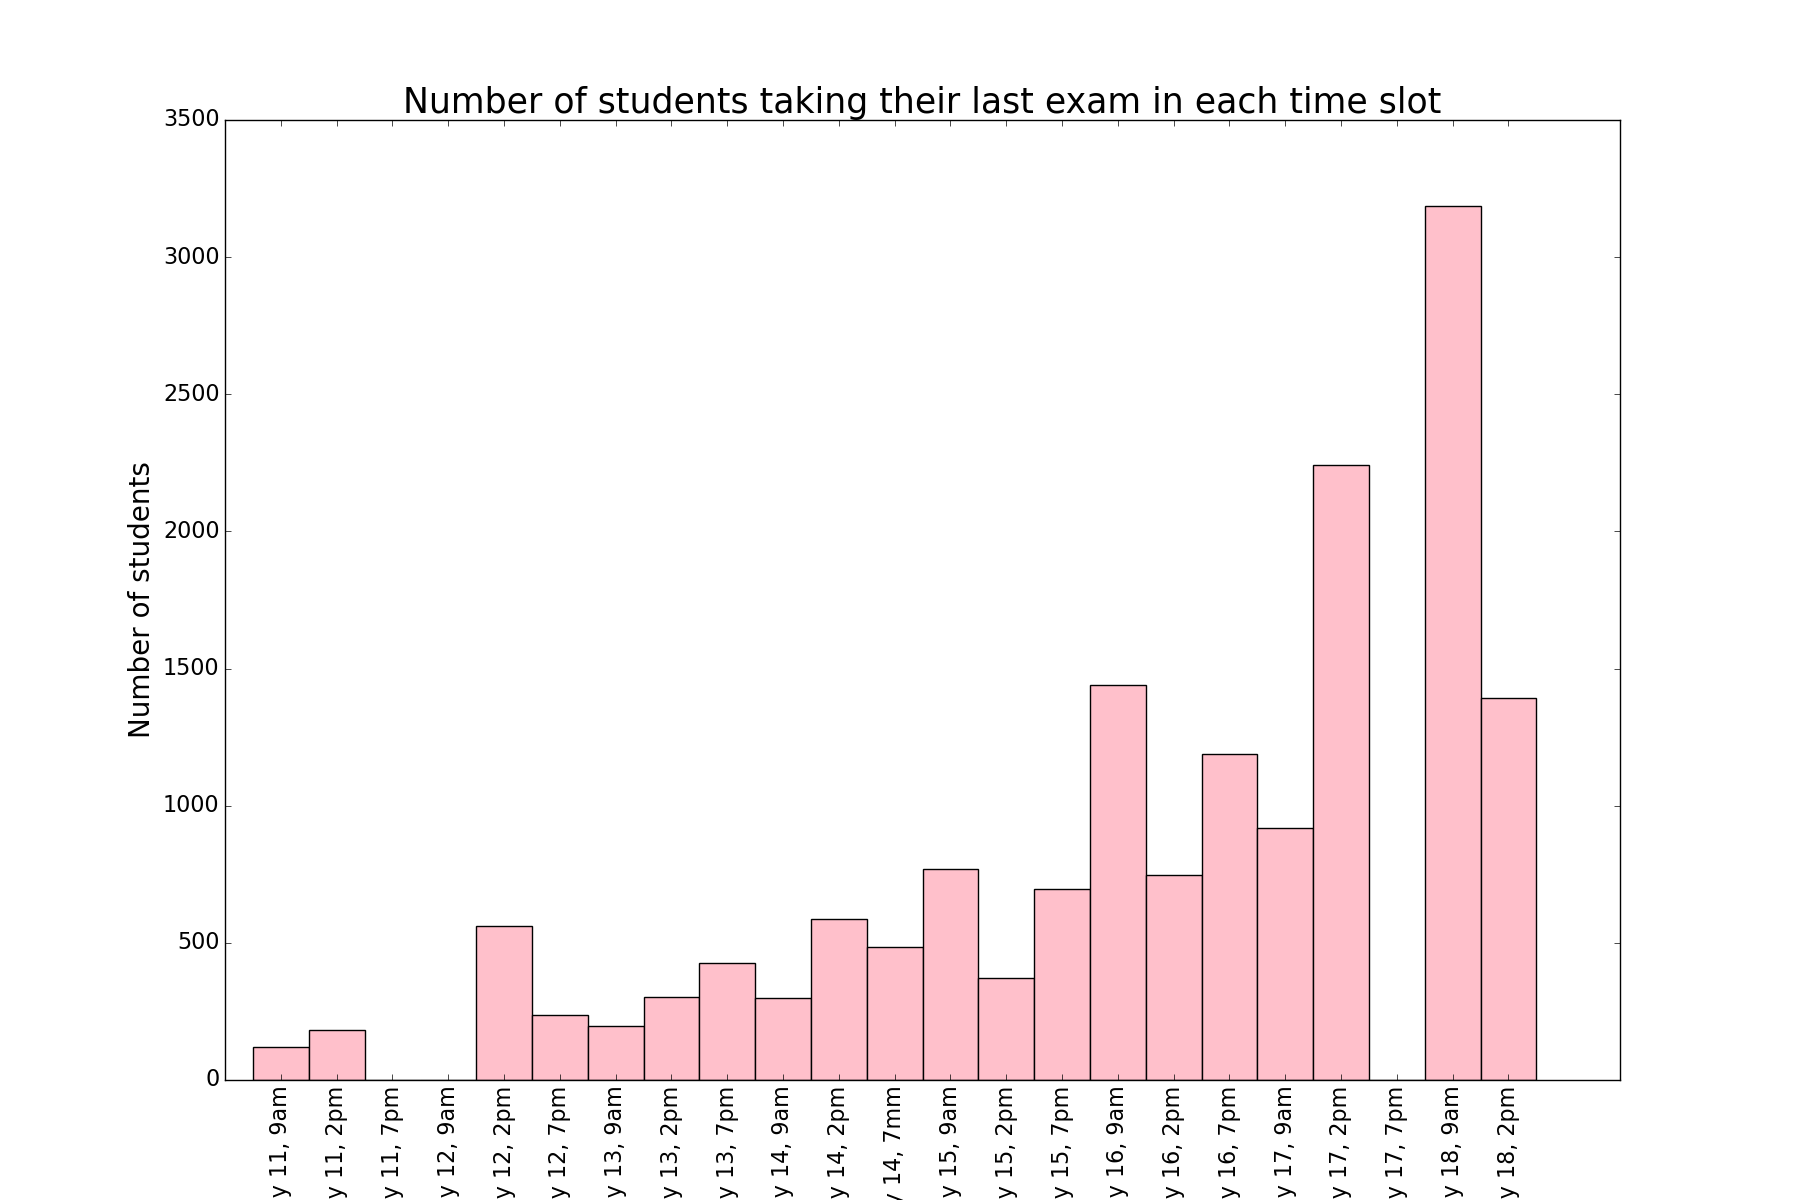 Number of students taking their last exam in each time slot
3500
3000
2500
2000
1500
1000
500
0
Number of students
y 11, 9am
y 11, 2pm
y 11, 7pm
y 12, 9am
y 12, 2pm
y 12, 7pm
y 13, 9am
y 13, 2pm
y 13, 7pm
y 14, 9am
y 14, 2pm
y 14, 7mm
y 15, 9am
y 15, 2pm
y 15, 7pm
y 16, 9am
y 16, 2pm
y 16, 7pm
y 17, 9am
y 17, 2pm
y 17, 7pm
y 18, 9am
y 18, 2pm